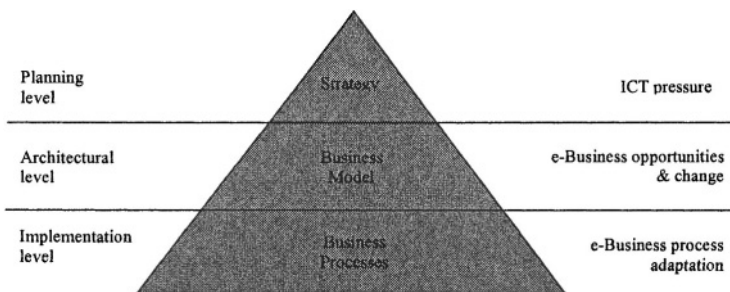 Planning
level
Strategy
ICT pressure
Architectural
level
Business
Model
e-Business opportunities
& change
Implementation
level
Business
Processes
e-Business process
adaptation